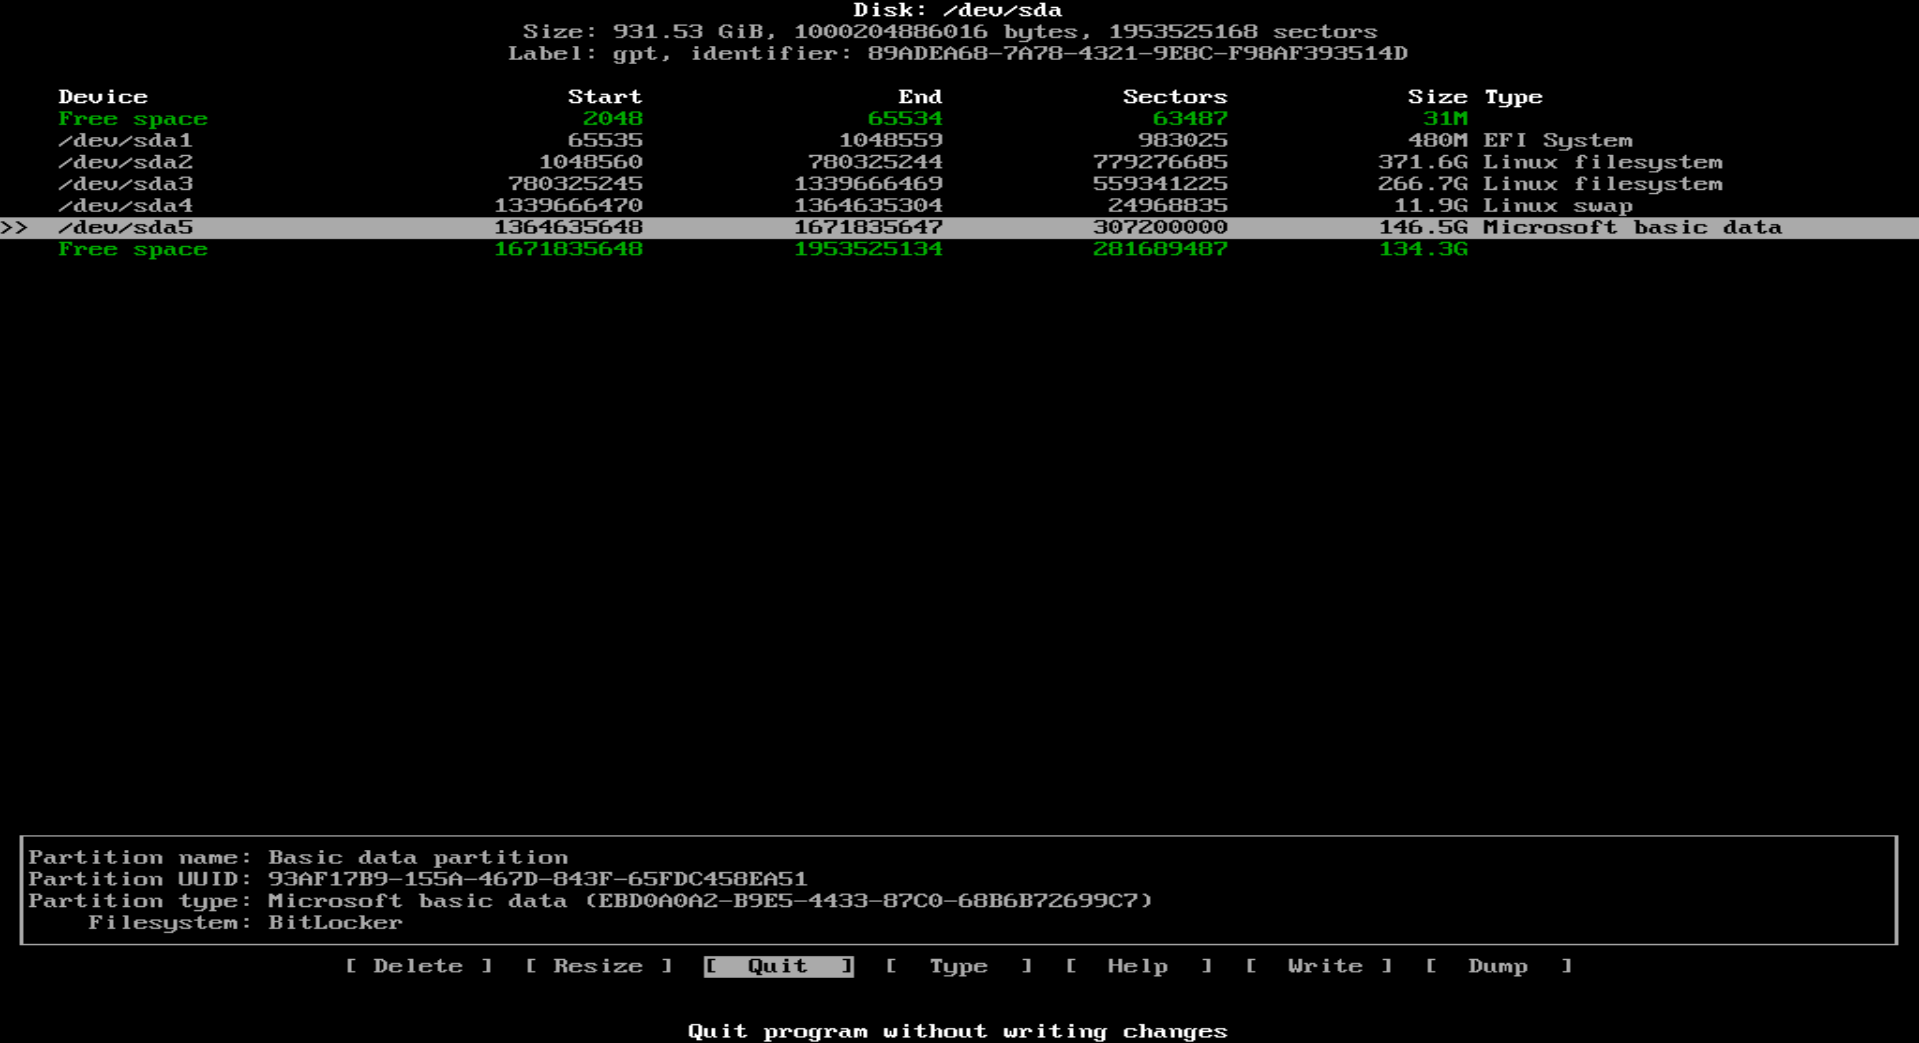 Disk: /dev/sda
Size: 931.53 GiB, 1000204886016 bytes, 1953525168 sectors
Label: gpt, identifier: 89ADEA68-7A78-4321-9E8C-F98AF393514D
Device Start End Sectors Size Type
Free space 2048 65534 63487 31M
/dev/sda1 65535 1048559 983025 480M EFI System
/dev/sda2 1048560 780325244 779276685 371.6G Linux filesystem
/dev/sda3 780325245 1339666469 559341225 266.7G Linux filesystem
/dev/sda4 1339666470 1364635304 24968835 11.9G Linux swap
>> /dev/sda5 1364635648 1671835647 307200000 146.5G Microsoft basic data
Free space 1671835648 1953525134 281689487 134.3G
Partition name: Basic data partition
Partition UUID: 93AF17B9-155A-467D-843F-65FDC458EA51
Partition type: Microsoft basic data (EBD0A0A2-B9E5-4433-87C0-68B6B72699C7)
Filesystem: BitLocker
[ Delete ] [ Resize ] [ Quit ] [ Type ] [ Help ] [ Write ] [ Dump ]
Quit program without writing changes